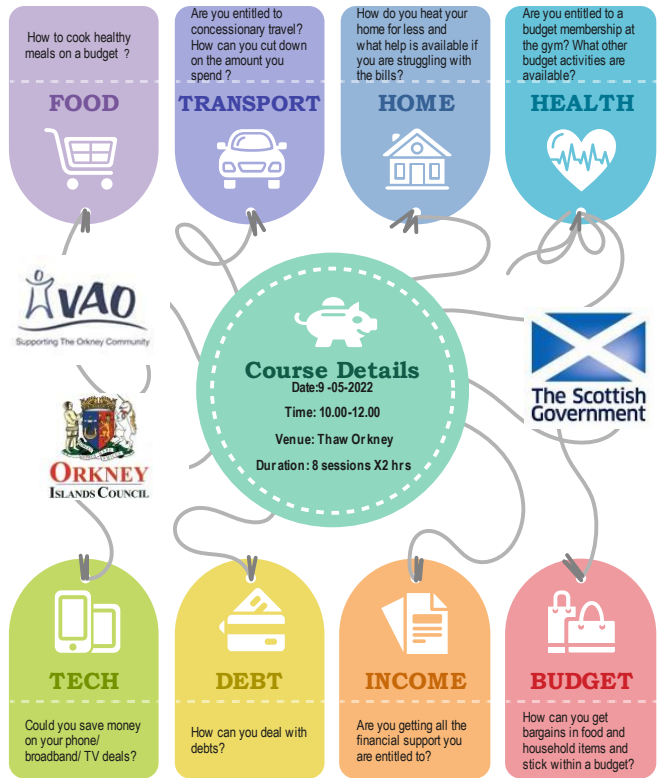 How to cook healthy
meals on a budget ?
FOOD
Are you entitled to
concessionary travel?
How can you cut down
on the amount you
spend ?
TRANSPORT
How do you heat your
home for less and
what help is available if
you are struggling with
the bills?
HOME
Are you entitled to a
budget membership at
the gym? What other
budget activities are
available?
HEALTH
VAO
Supporting The Orkney Community
ORKNEY
ISLANDS COUNCIL
Course Details
Date:9 -05-2022
Time: 10.00-12.00
Venue: Thaw Orkney
Duration: 8 sessions X2 hrs
The Scottish
Government
TECH
Could you save money
on your phone/
broadband/ TV deals?
DEBT
How can you deal with
debts?
INCOME
Are you getting all the
financial support you
are entitled to?
BUDGET
How can you get
bargains in food and
household items and
stick within a budget?